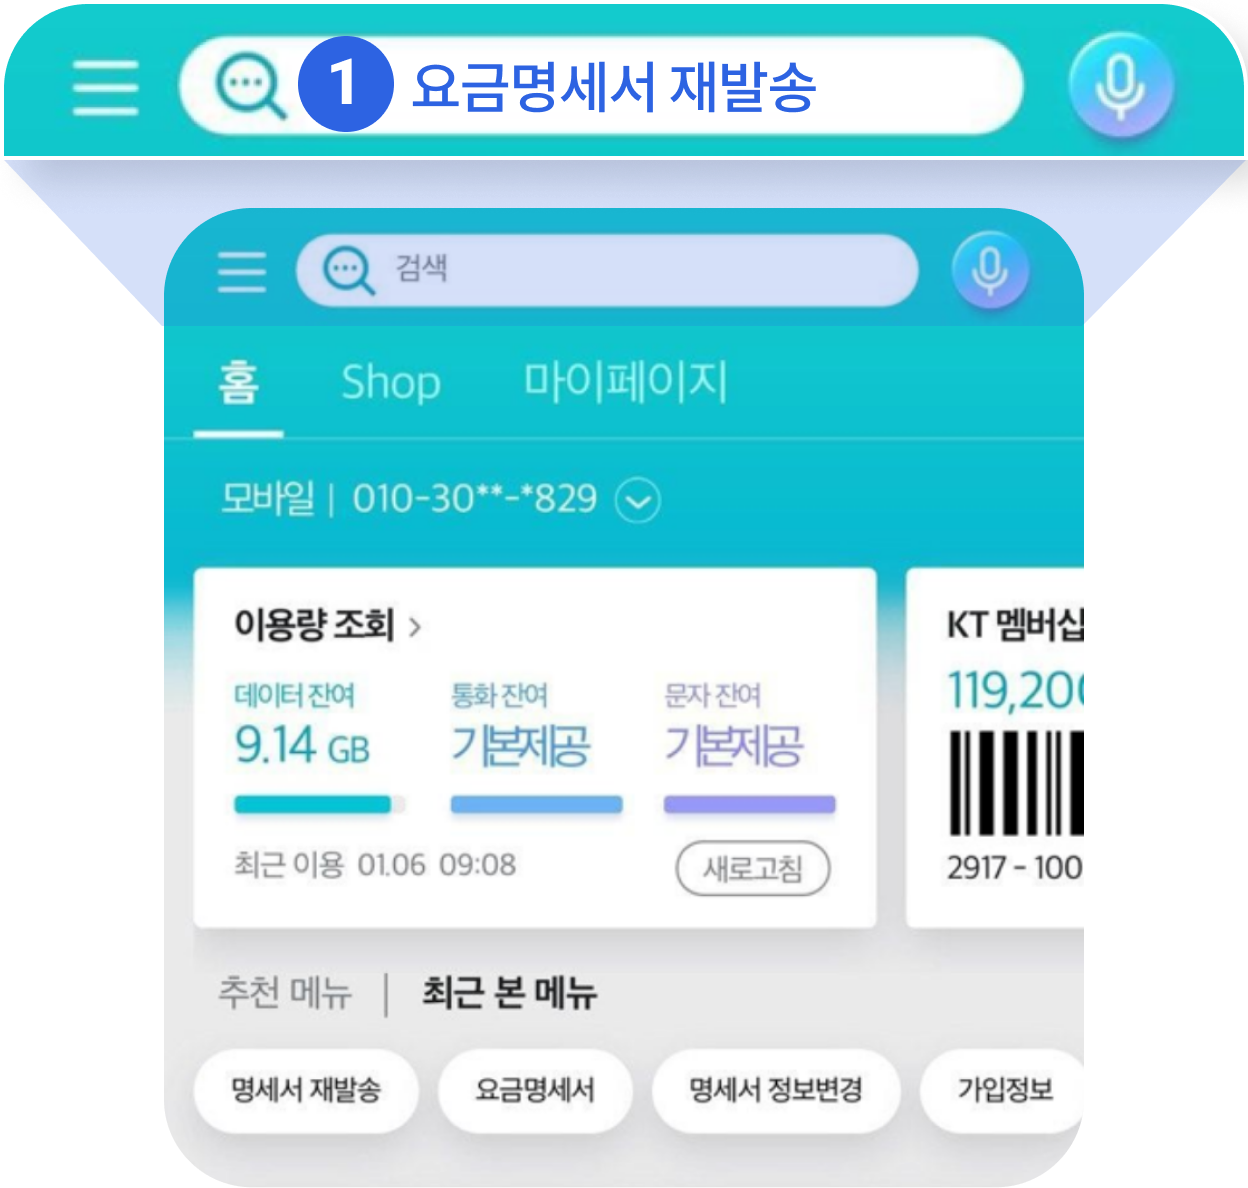 1 요금명세서 재발송
검색
홈 Shop 마이페이지
모바일 | 010-30**-*829
이용량 조회 >
데이터 잔여 통화 잔여 문자 잔여
9.14 GB 기본제공 기본제공
최근 이용 01.06 09:08 새로고침
KT 멤버십
119,200
2917 - 100
추천 메뉴 | 최근 본 메뉴
명세서 재발송 요금명세서 명세서 정보변경 가입정보